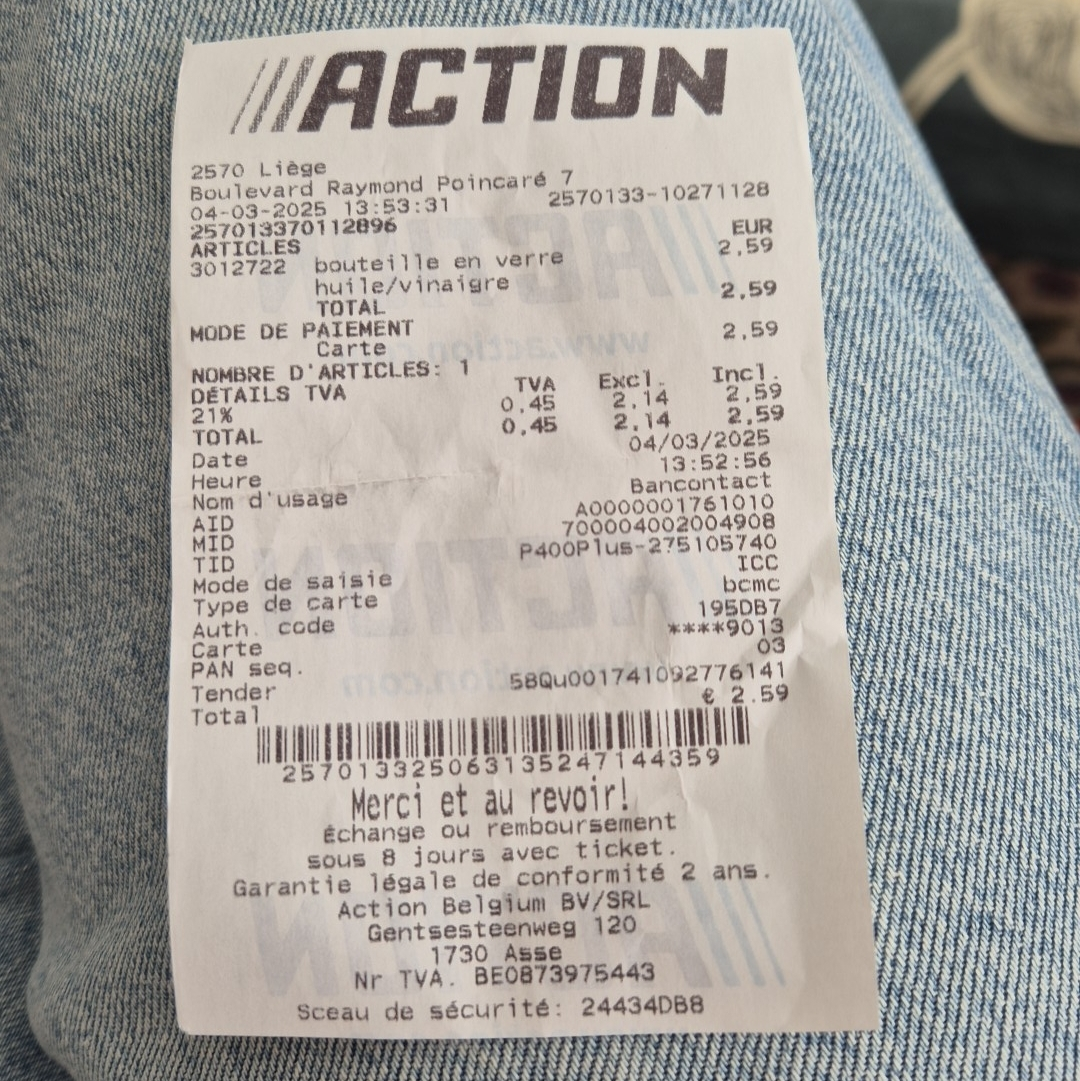 ACTION
2570 Liège
Boulevard Raymond Poincaré 7
04-03-2025 13:53:31 2570133-10271128
257013370112896
EUR
ARTICLES
3012722 bouteille en verre 2,59
huile/vinaigre
TOTAL 2,59
MODE DE PAIEMENT
Carte 2,59
NOMBRE D'ARTICLES: 1
DÉTAILS TVA TVA Excl. Incl.
21% 0,45 2,14 2,59
TOTAL 0,45 2,14 2,59
Date 04/03/2025
Heure 13:52:56
Nom d'usage Bancontact
AID A0000001761010
MID 700004002004908
TID P400Plus-275105740
Mode de saisie ICC
Type de carte bcmc
Auth. code 195DB7
Carte ****9013
PAN seq. 03
Tender 58Qu001741092776141
Total € 2.59
257013325063135247144359
Merci et au revoir!
Échange ou remboursement
sous 8 jours avec ticket.
Garantie légale de conformité 2 ans.
Action Belgium BV/SRL
Gentsesteenweg 120
1730 Asse
Nr TVA. BE0873975443
Sceau de sécurité: 24434DB8